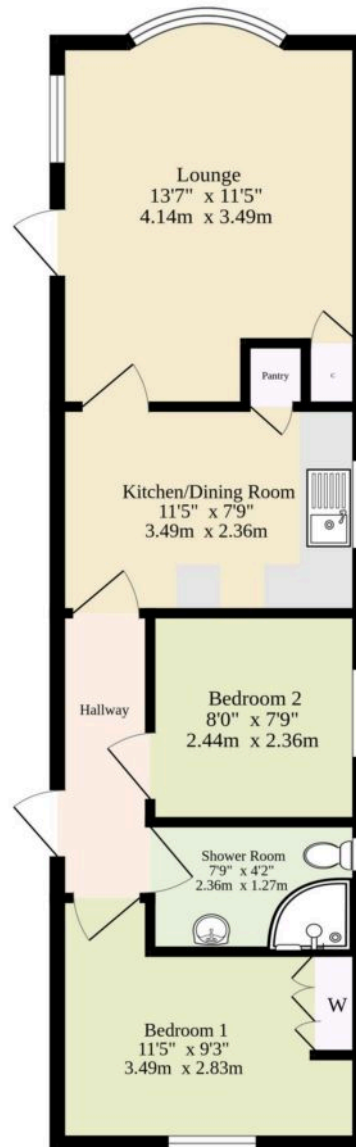 Lounge
13'7" x 11'5"
4.14m x 3.49m
Pantry
C
Kitchen/Dining Room
11'5" x 7'9"
3.49m x 2.36m
Hallway
Bedroom 2
8'0" x 7'9"
2.44m x 2.36m
Shower Room
7'9" x 4'2"
2.36m x 1.27m
W
Bedroom 1
11'5" x 9'3"
3.49m x 2.83m